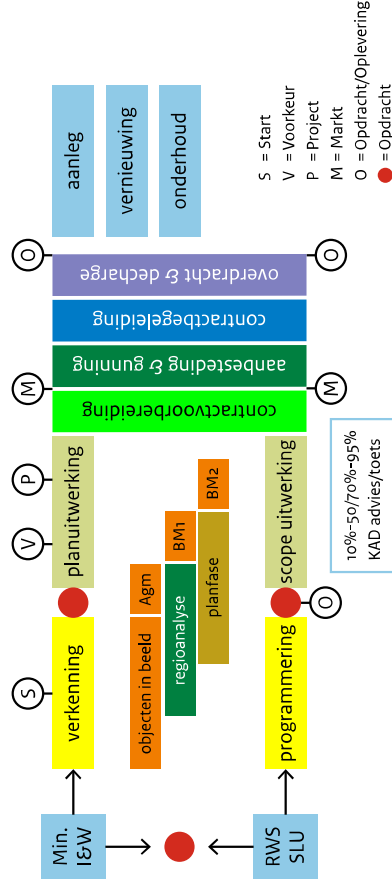 Min.
I&W
S
verkenning
V
P
planuitwerking
M
O
aanleg
vernieuwing
onderhoud
objecten in beeld
Agm
regioanalyse
BM1
planfase
BM2
contractvoorbereiding
aanbesteding & gunning
contractbegeleiding
overdracht & decharge
RWS
SLU
programmering
O
scope uitwerking
M
O
10%-50/70%-95%
KAD advies/toets
S = Start
V = Voorkeur
P = Project
M = Markt
O = Opdracht/Oplevering
= Opdracht